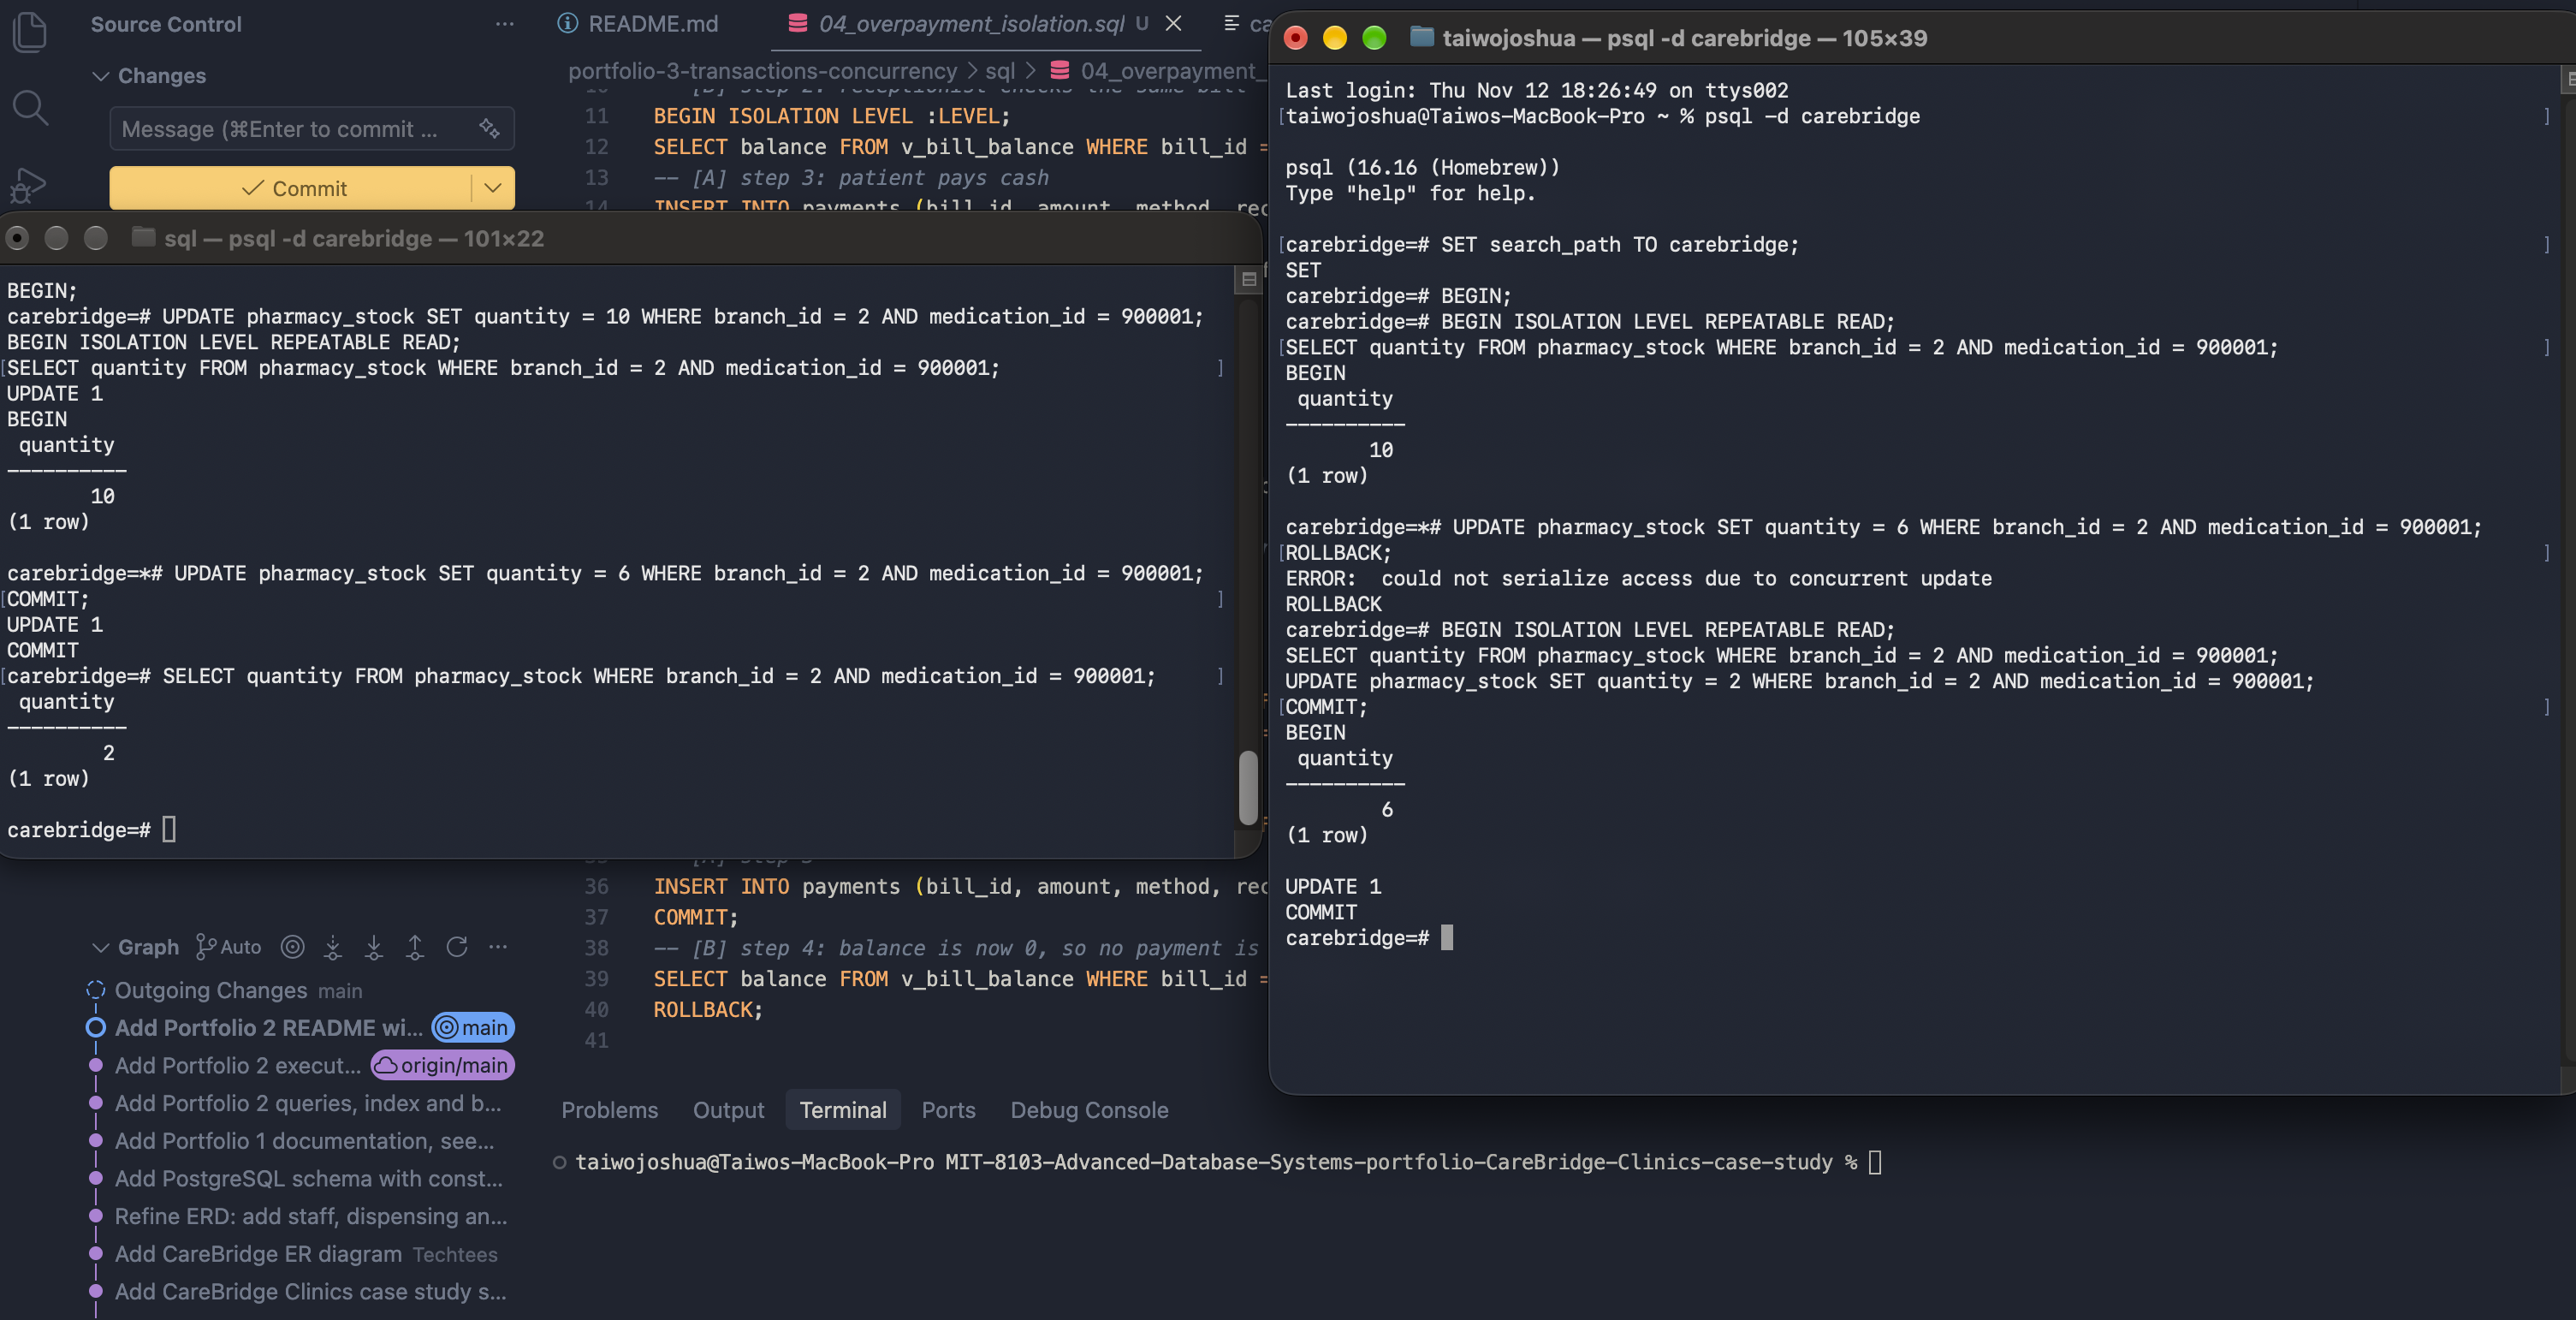 Source Control
Changes
Message (⌘Enter to commit ...
Commit
README.md
04_overpayment_isolation.sql U
ca
portfolio-3-transactions-concurrency > sql > 04_overpayment_
11 BEGIN ISOLATION LEVEL :LEVEL;
12 SELECT balance FROM v_bill_balance WHERE bill_id =
13 -- [A] step 3: patient pays cash
14 INSERT INTO payments (bill_id, amount, method, rec
sql — psql -d carebridge — 101×22
BEGIN;
carebridge=# UPDATE pharmacy_stock SET quantity = 10 WHERE branch_id = 2 AND medication_id = 900001;
BEGIN ISOLATION LEVEL REPEATABLE READ;
[SELECT quantity FROM pharmacy_stock WHERE branch_id = 2 AND medication_id = 900001; ]
UPDATE 1
BEGIN
quantity
----------
10
(1 row)
carebridge=*# UPDATE pharmacy_stock SET quantity = 6 WHERE branch_id = 2 AND medication_id = 900001;
[COMMIT; ]
UPDATE 1
COMMIT
[carebridge=# SELECT quantity FROM pharmacy_stock WHERE branch_id = 2 AND medication_id = 900001; ]
quantity
----------
2
(1 row)
carebridge=#
36 INSERT INTO payments (bill_id, amount, method, rec
37 COMMIT;
38 -- [B] step 4: balance is now 0, so no payment is
39 SELECT balance FROM v_bill_balance WHERE bill_id =
40 ROLLBACK;
41
Graph Auto
Outgoing Changes main
Add Portfolio 2 README wi... main
Add Portfolio 2 execut... origin/main
Add Portfolio 2 queries, index and b...
Add Portfolio 1 documentation, see...
Add PostgreSQL schema with const...
Refine ERD: add staff, dispensing an...
Add CareBridge ER diagram Techtees
Add CareBridge Clinics case study s...
Problems Output Terminal Ports Debug Console
taiwojoshua@Taiwos-MacBook-Pro MIT-8103-Advanced-Database-Systems-portfolio-CareBridge-Clinics-case-study %
taiwojoshua — psql -d carebridge — 105×39
Last login: Thu Nov 12 18:26:49 on ttys002
[taiwojoshua@Taiwos-MacBook-Pro ~ % psql -d carebridge ]
psql (16.16 (Homebrew))
Type "help" for help.
[carebridge=# SET search_path TO carebridge; ]
SET
carebridge=# BEGIN;
carebridge=# BEGIN ISOLATION LEVEL REPEATABLE READ;
[SELECT quantity FROM pharmacy_stock WHERE branch_id = 2 AND medication_id = 900001; ]
BEGIN
quantity
----------
10
(1 row)
carebridge=*# UPDATE pharmacy_stock SET quantity = 6 WHERE branch_id = 2 AND medication_id = 900001;
[ROLLBACK; ]
ERROR:  could not serialize access due to concurrent update
ROLLBACK
carebridge=# BEGIN ISOLATION LEVEL REPEATABLE READ;
SELECT quantity FROM pharmacy_stock WHERE branch_id = 2 AND medication_id = 900001;
UPDATE pharmacy_stock SET quantity = 2 WHERE branch_id = 2 AND medication_id = 900001;
[COMMIT; ]
BEGIN
quantity
----------
6
(1 row)
UPDATE 1
COMMIT
carebridge=#